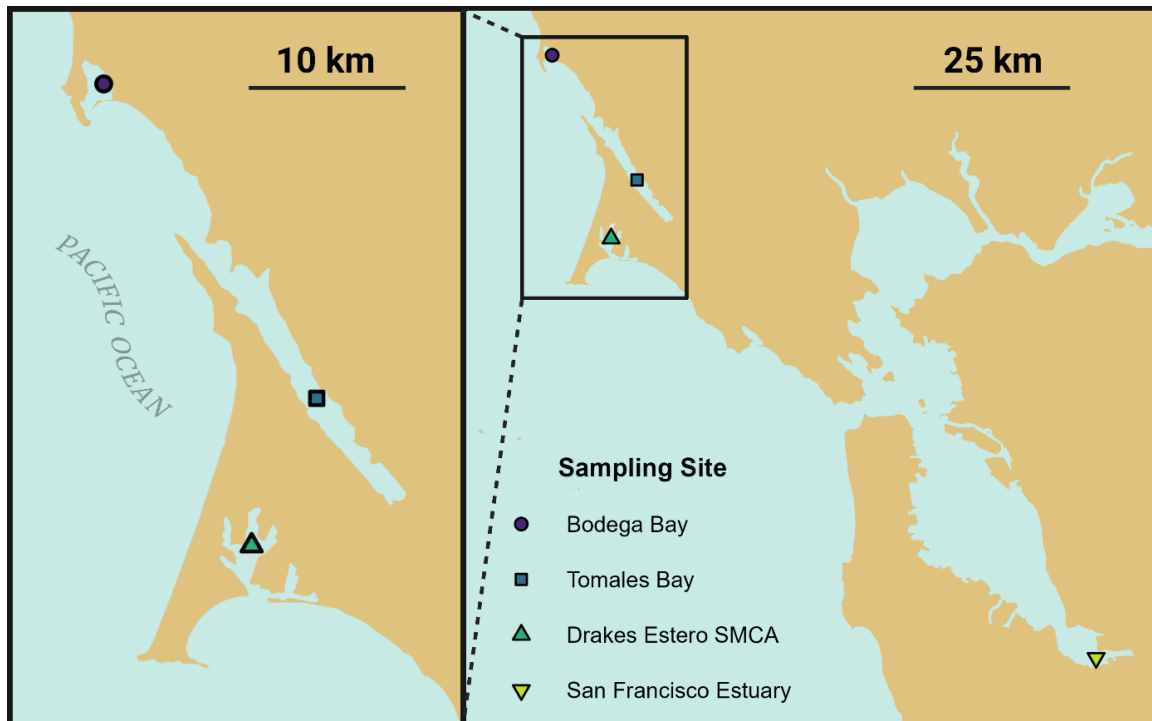 10 km
PACIFIC OCEAN
25 km
Sampling Site
Bodega Bay
Tomales Bay
Drakes Estero SMCA
San Francisco Estuary